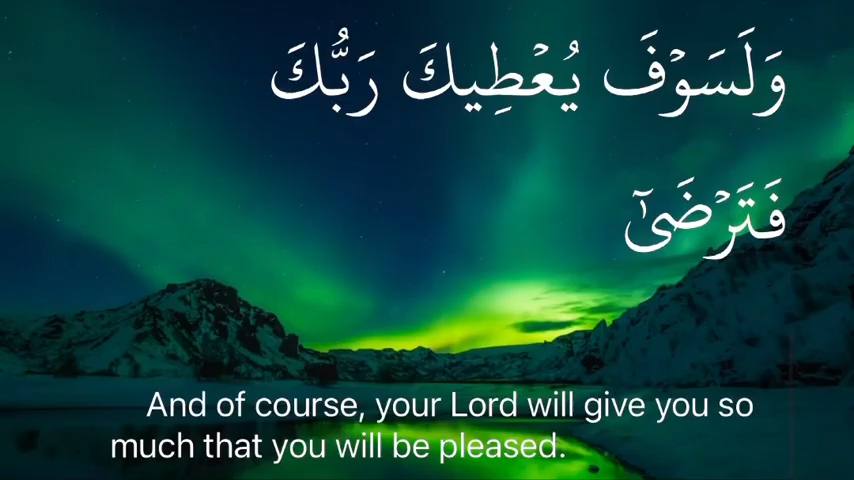 وَلَسَوۡفَ يُعۡطِيكَ رَبُّكَ
فَتَرۡضَىٰٓ
And of course, your Lord will give you so
much that you will be pleased.